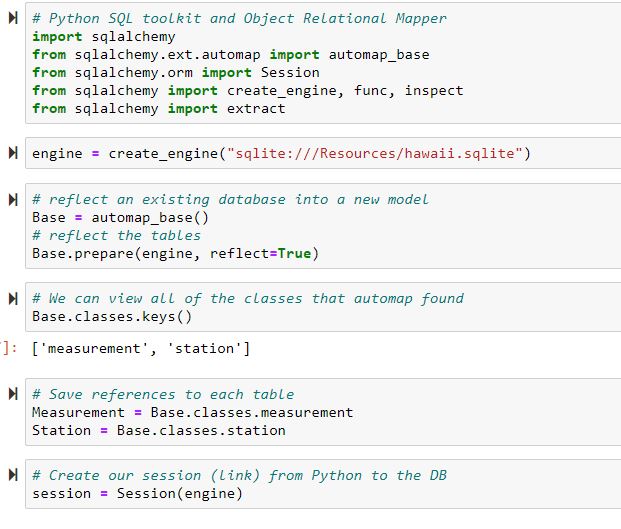 # Python SQL toolkit and Object Relational Mapper
import sqlalchemy
from sqlalchemy.ext.automap import automap_base
from sqlalchemy.orm import Session
from sqlalchemy import create_engine, func, inspect
from sqlalchemy import extract
engine = create_engine("sqlite:///Resources/hawaii.sqlite")
# reflect an existing database into a new model
Base = automap_base()
# reflect the tables
Base.prepare(engine, reflect=True)
# We can view all of the classes that automap found
Base.classes.keys()
]: ['measurement', 'station']
# Save references to each table
Measurement = Base.classes.measurement
Station = Base.classes.station
# Create our session (link) from Python to the DB
session = Session(engine)